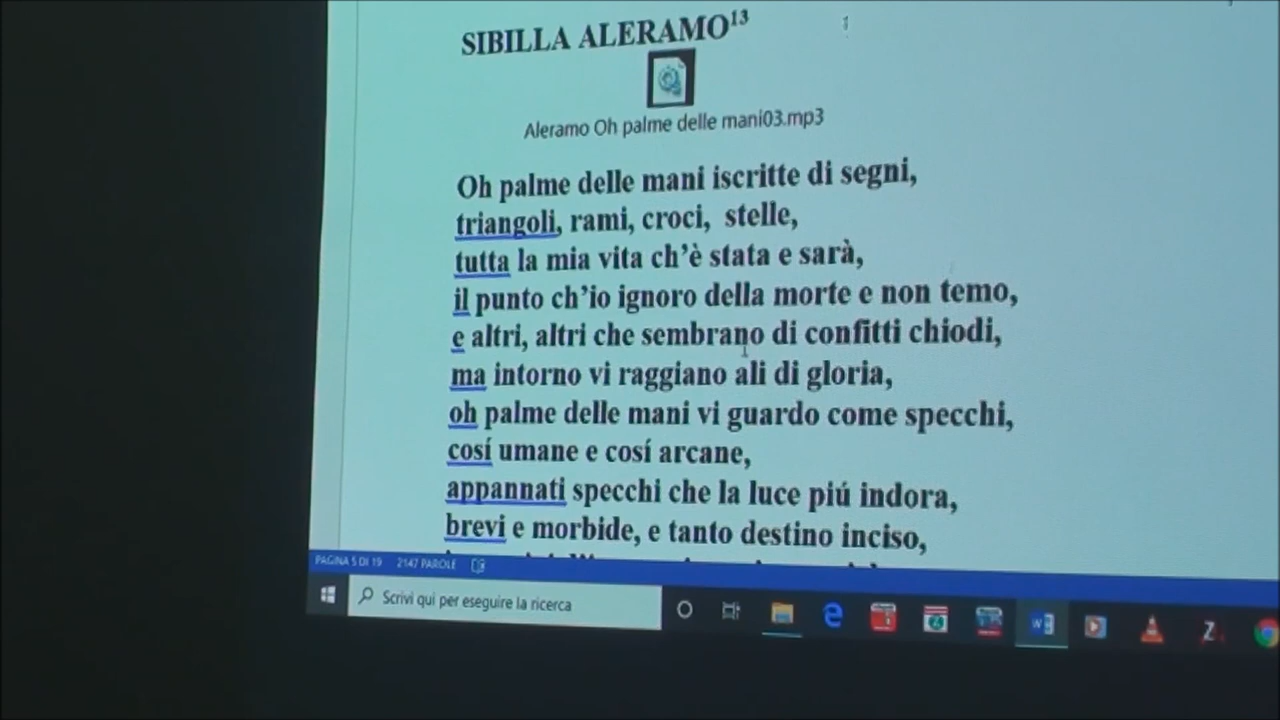 SIBILLA ALERAMO13
Aleramo Oh palme delle mani03.mp3
Oh palme delle mani iscritte di segni,
triangoli, rami, croci, stelle,
tutta la mia vita ch'è stata e sarà,
il punto ch'io ignoro della morte e non temo,
e altri, altri che sembrano di confitti chiodi,
ma intorno vi raggiano ali di gloria,
oh palme delle mani vi guardo come specchi,
cosí umane e cosí arcane,
appannati specchi che la luce piú indora,
brevi e morbide, e tanto destino inciso,
PAGINA 5 DI 19 2147 PAROLE
Scrivi qui per eseguire la ricerca